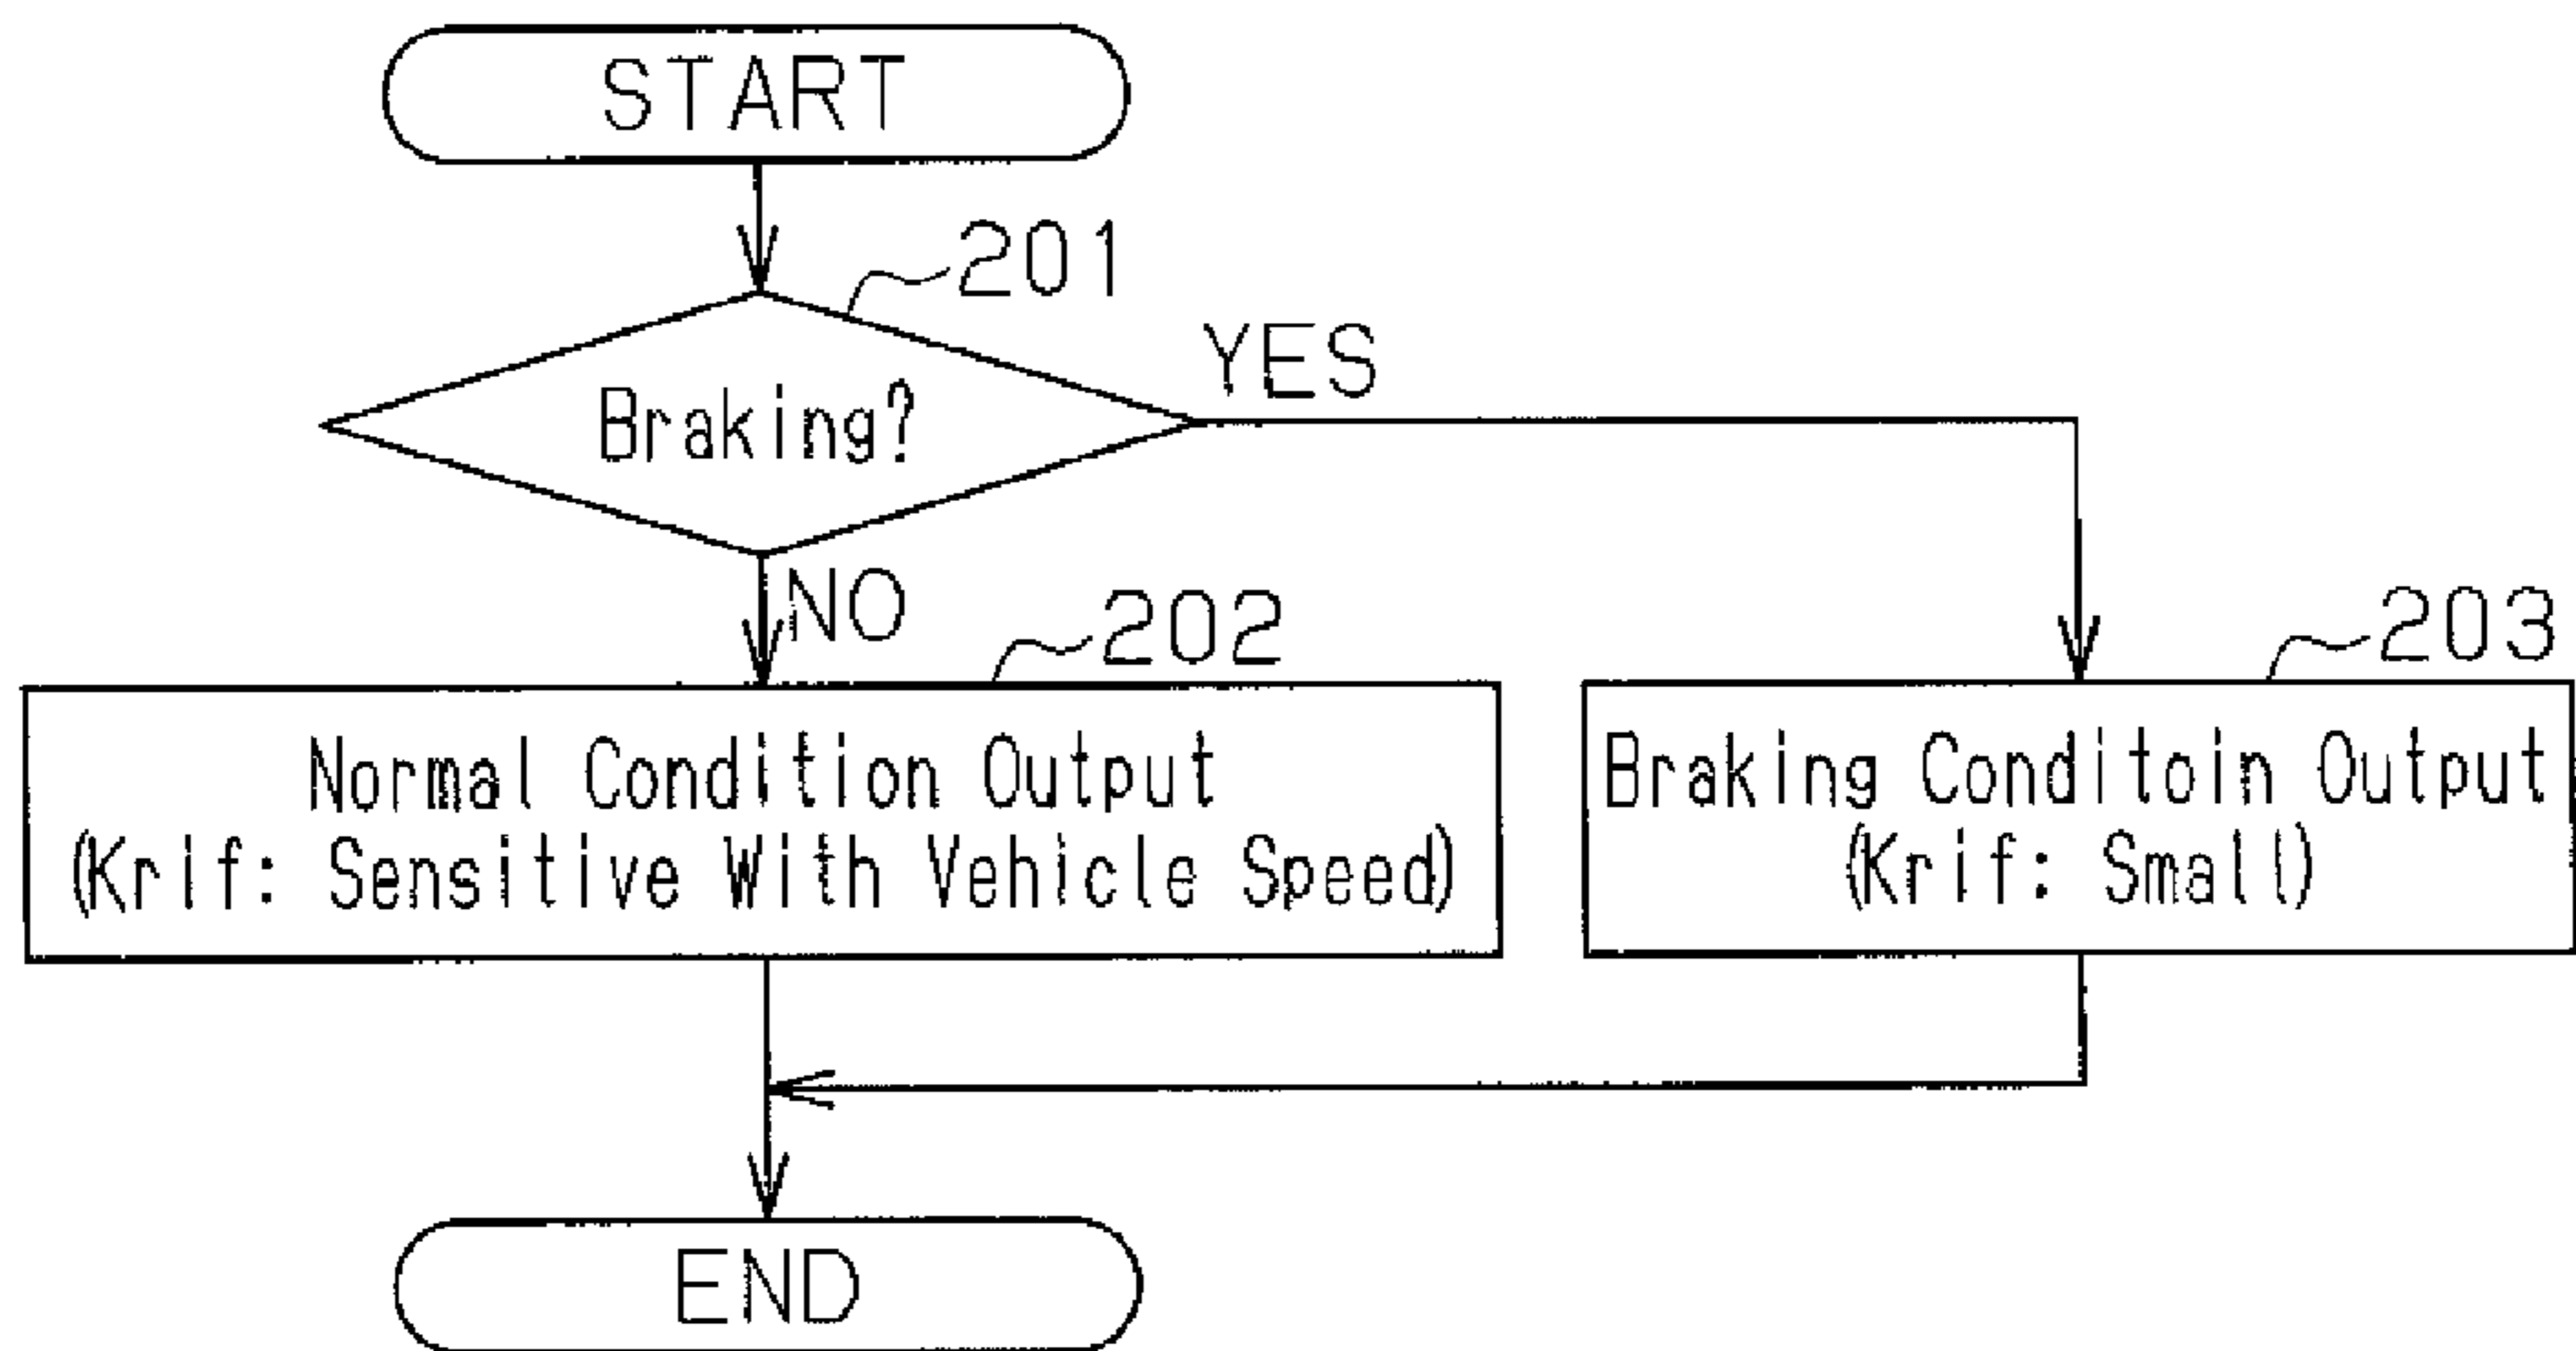 START
201
Braking?
YES
NO
202
Normal Condition Output
(Krif: Sensitive With Vehicle Speed)
203
Braking Conditoin Output
(Krif: Small)
END